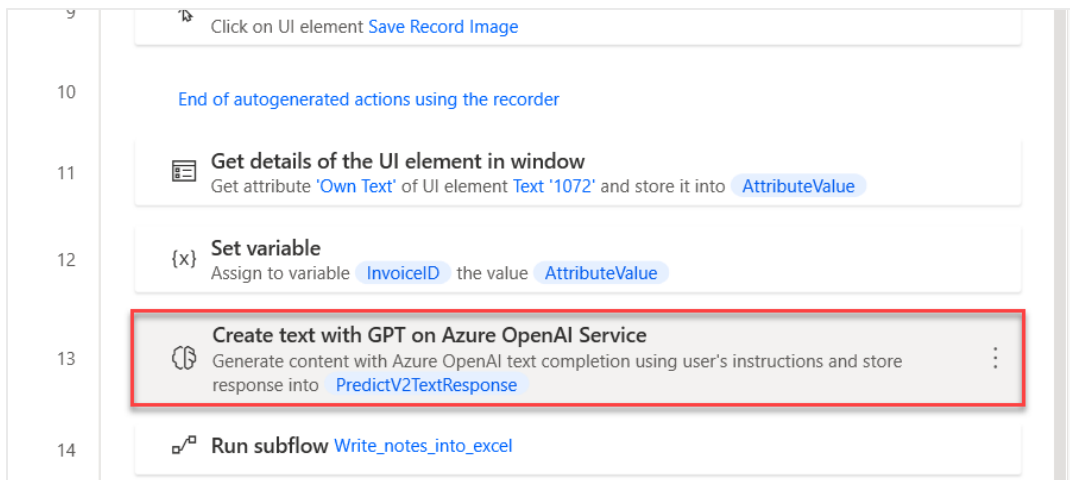 9
Click on UI element Save Record Image
10
End of autogenerated actions using the recorder
11
Get details of the UI element in window
Get attribute 'Own Text' of UI element Text '1072' and store it into AttributeValue
12
{x}
Set variable
Assign to variable InvoiceID the value AttributeValue
13
Create text with GPT on Azure OpenAI Service
Generate content with Azure OpenAI text completion using user's instructions and store
response into PredictV2TextResponse
14
Run subflow Write_notes_into_excel